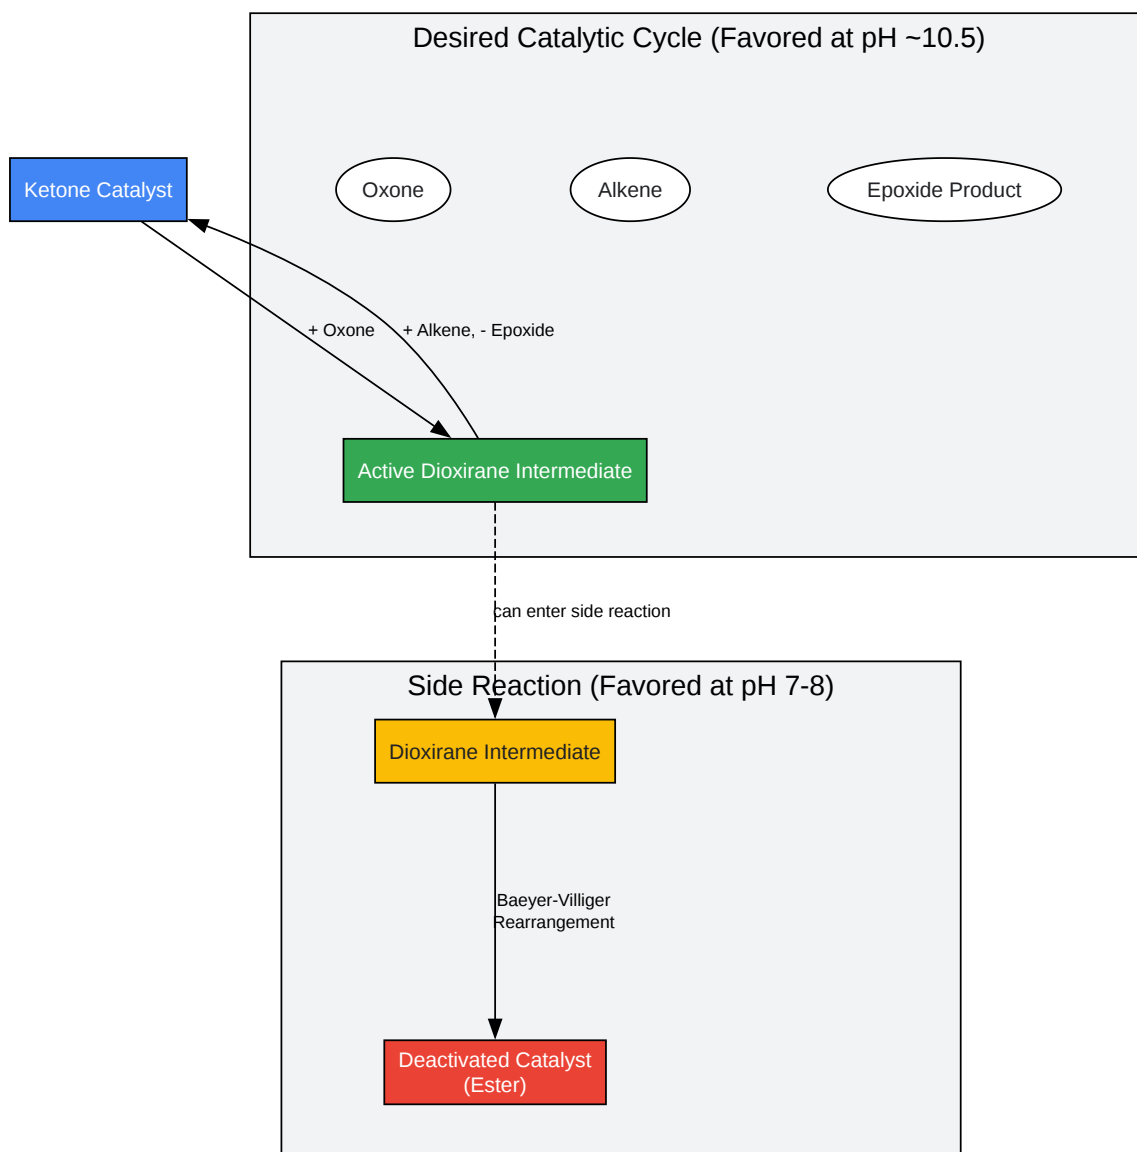 Desired Catalytic Cycle (Favored at pH ~10.5)
Ketone Catalyst
Oxone
Alkene
Epoxide Product
+ Oxone
+ Alkene, - Epoxide
Active Dioxirane Intermediate
can enter side reaction
Side Reaction (Favored at pH 7-8)
Dioxirane Intermediate
Baeyer-Villiger
Rearrangement
Deactivated Catalyst
(Ester)